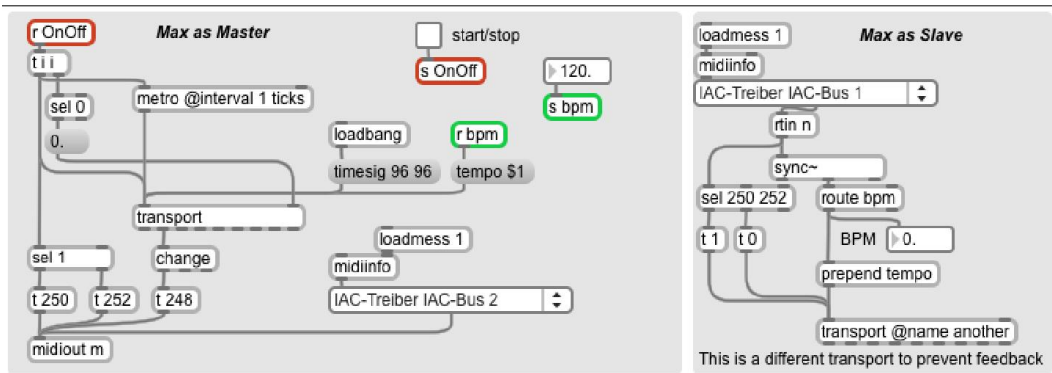 r OnOff
Max as Master
start/stop
t i i
s OnOff
120.
sel 0
metro @interval 1 ticks
s bpm
0.
loadbang
r bpm
timesig 96 96
tempo $1
transport
loadmess 1
sel 1
change
midiinfo
t 250
t 252
t 248
IAC-Treiber IAC-Bus 2
midiout m
loadmess 1
Max as Slave
midiinfo
IAC-Treiber IAC-Bus 1
rtin n
sync~
sel 250 252
route bpm
t 1
t 0
BPM
0.
prepend tempo
transport @name another
This is a different transport to prevent feedback